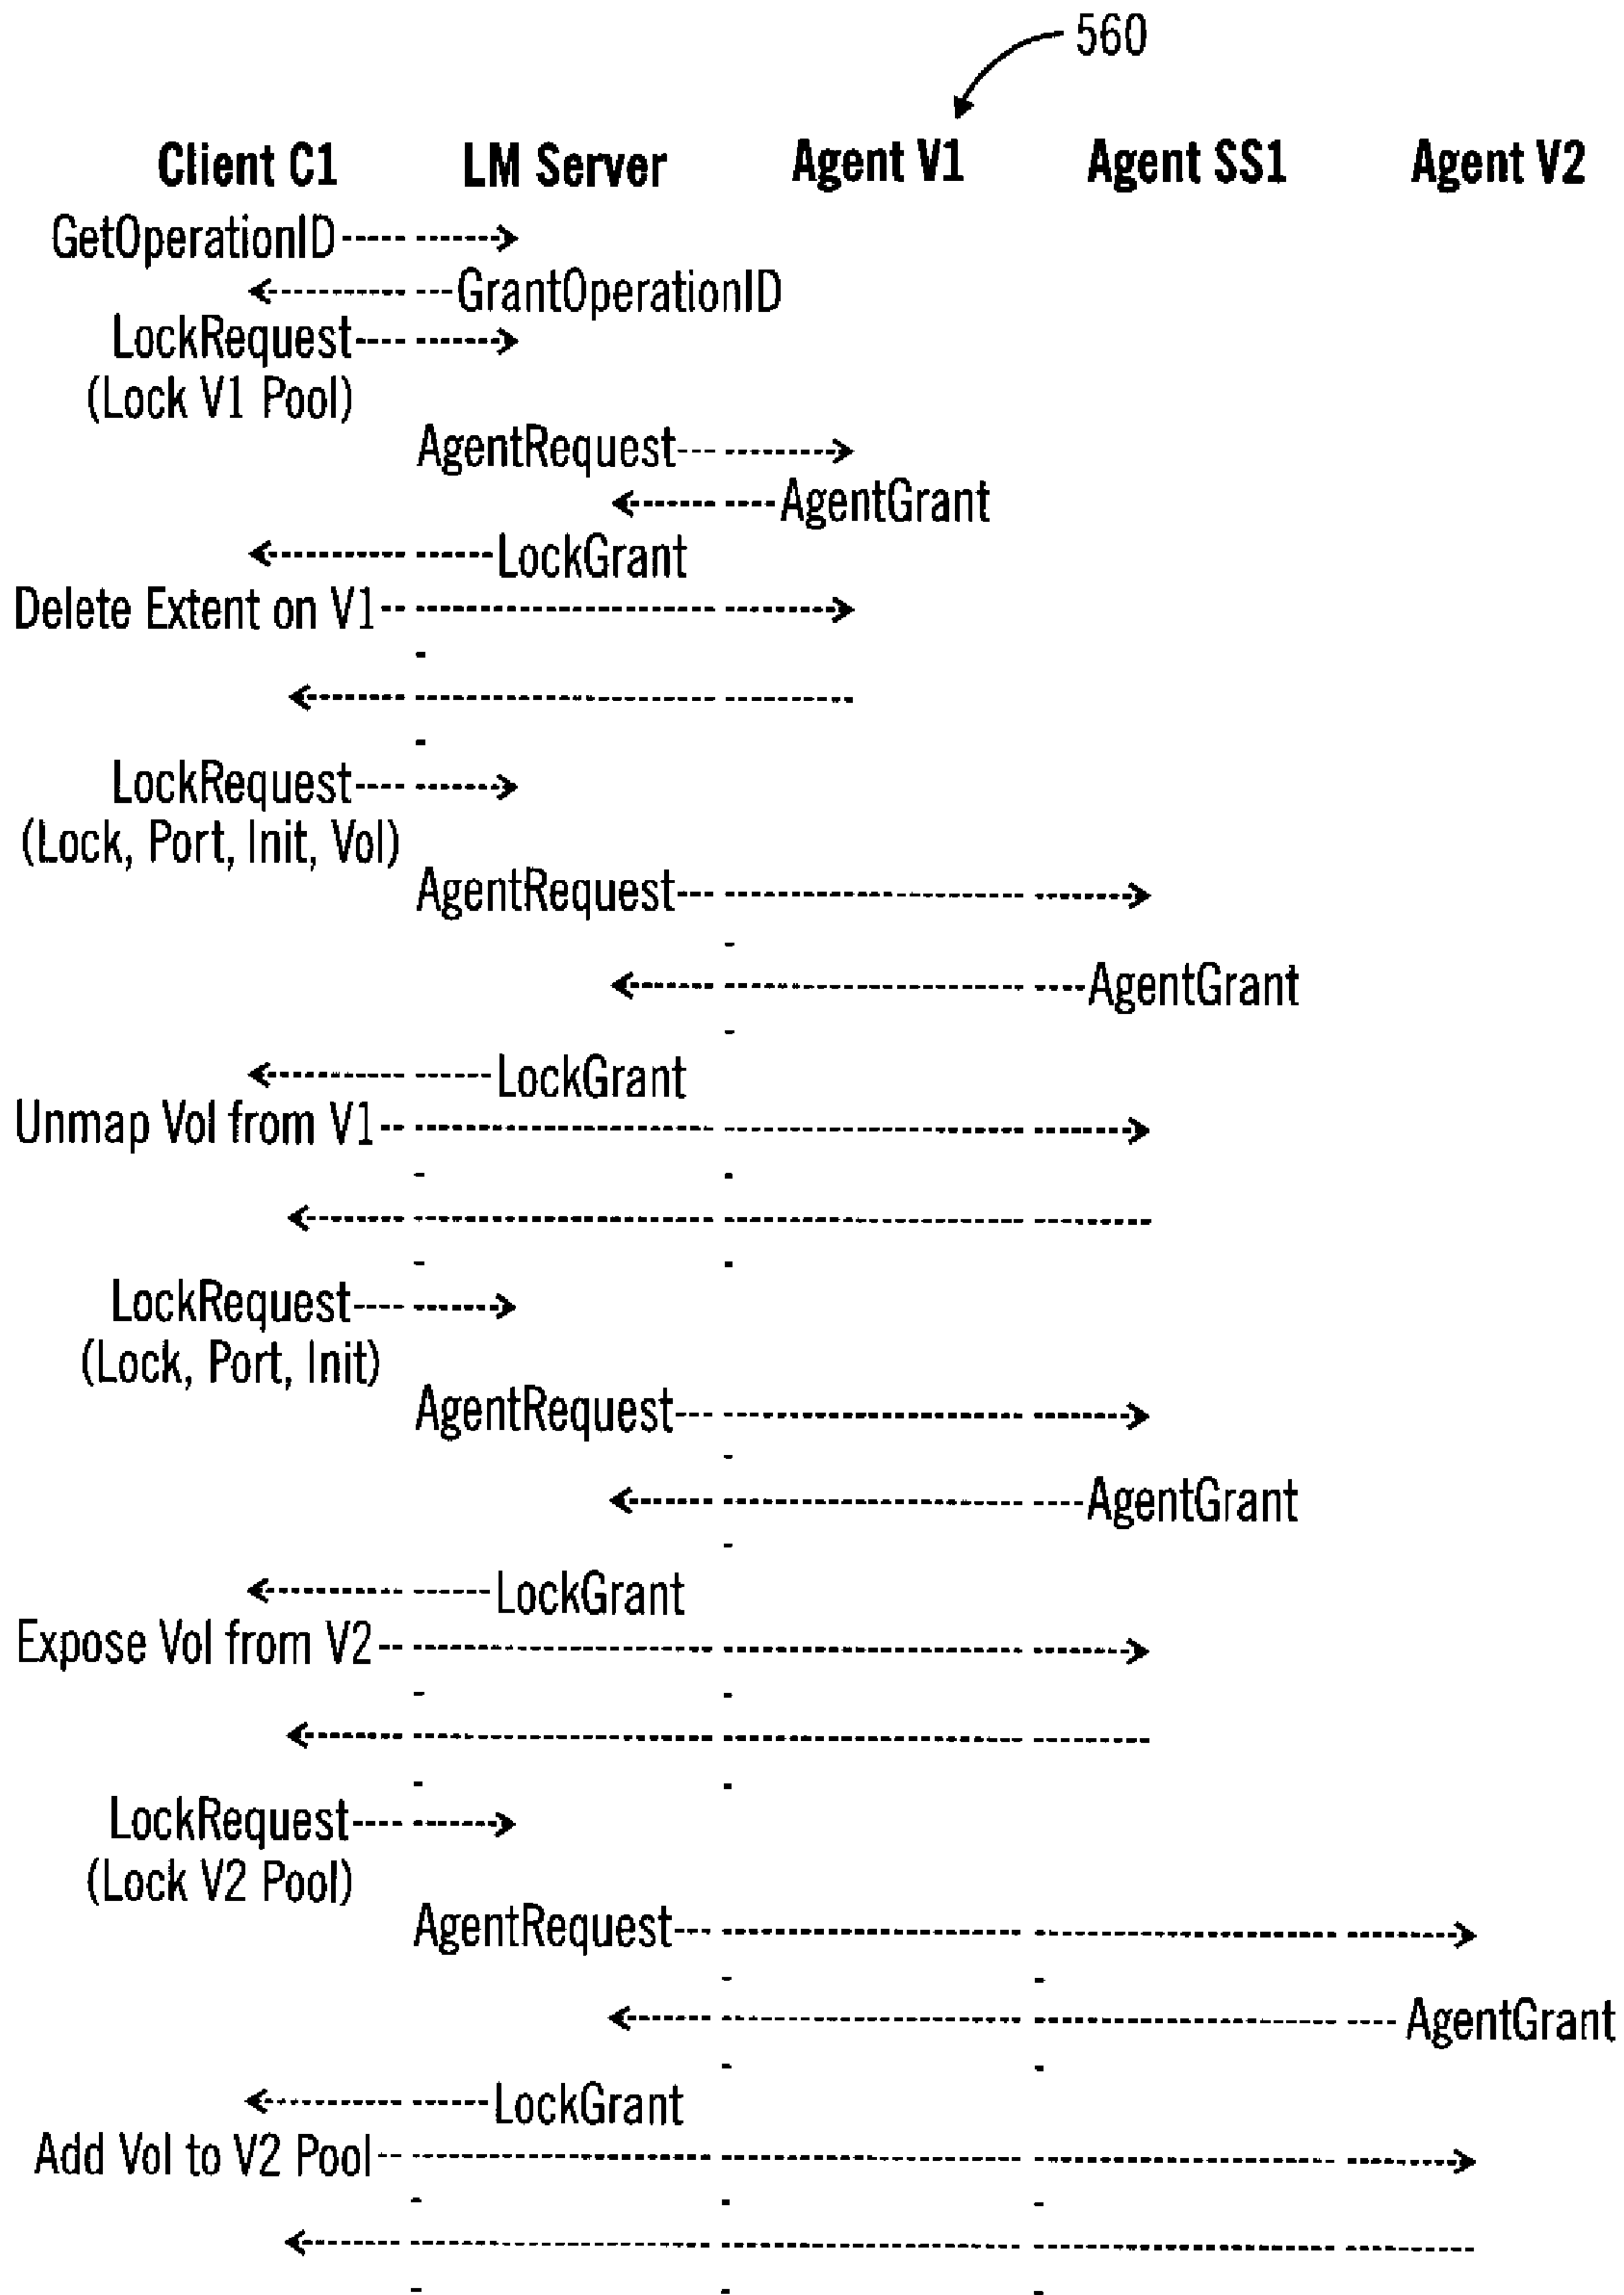 560
Client C1 LM Server Agent V1 Agent SS1 Agent V2
GetOperationID
GrantOperationID
LockRequest
(Lock V1 Pool)
AgentRequest
AgentGrant
LockGrant
Delete Extent on V1
LockRequest
(Lock, Port, Init, Vol)
AgentRequest
AgentGrant
LockGrant
Unmap Vol from V1
LockRequest
(Lock, Port, Init)
AgentRequest
AgentGrant
LockGrant
Expose Vol from V2
LockRequest
(Lock V2 Pool)
AgentRequest
AgentGrant
LockGrant
Add Vol to V2 Pool